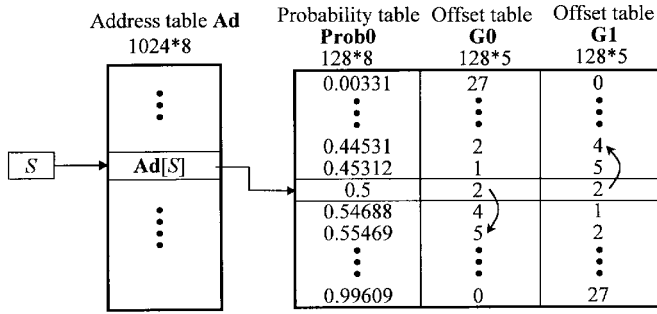 Address table Ad
1024*8
Probability table Offset table Offset table
Prob0 G0 G1
128*8 128*5 128*5
0.00331 27 0
0.44531 2 4
S Ad[S] 0.45312 1 5
0.5 2 2
0.54688 4 1
0.55469 5 2
0.99609 0 27